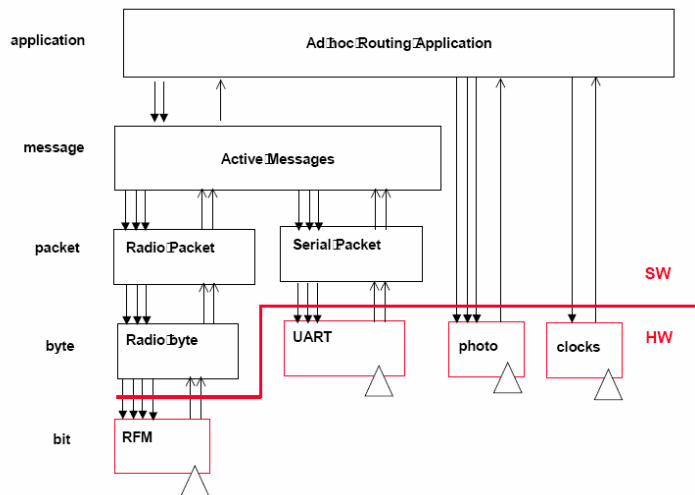 application
Ad hoc Routing Application
message
Active Messages
packet
Radio Packet
Serial Packet
SW
byte
Radio byte
UART
photo
clocks
HW
bit
RFM